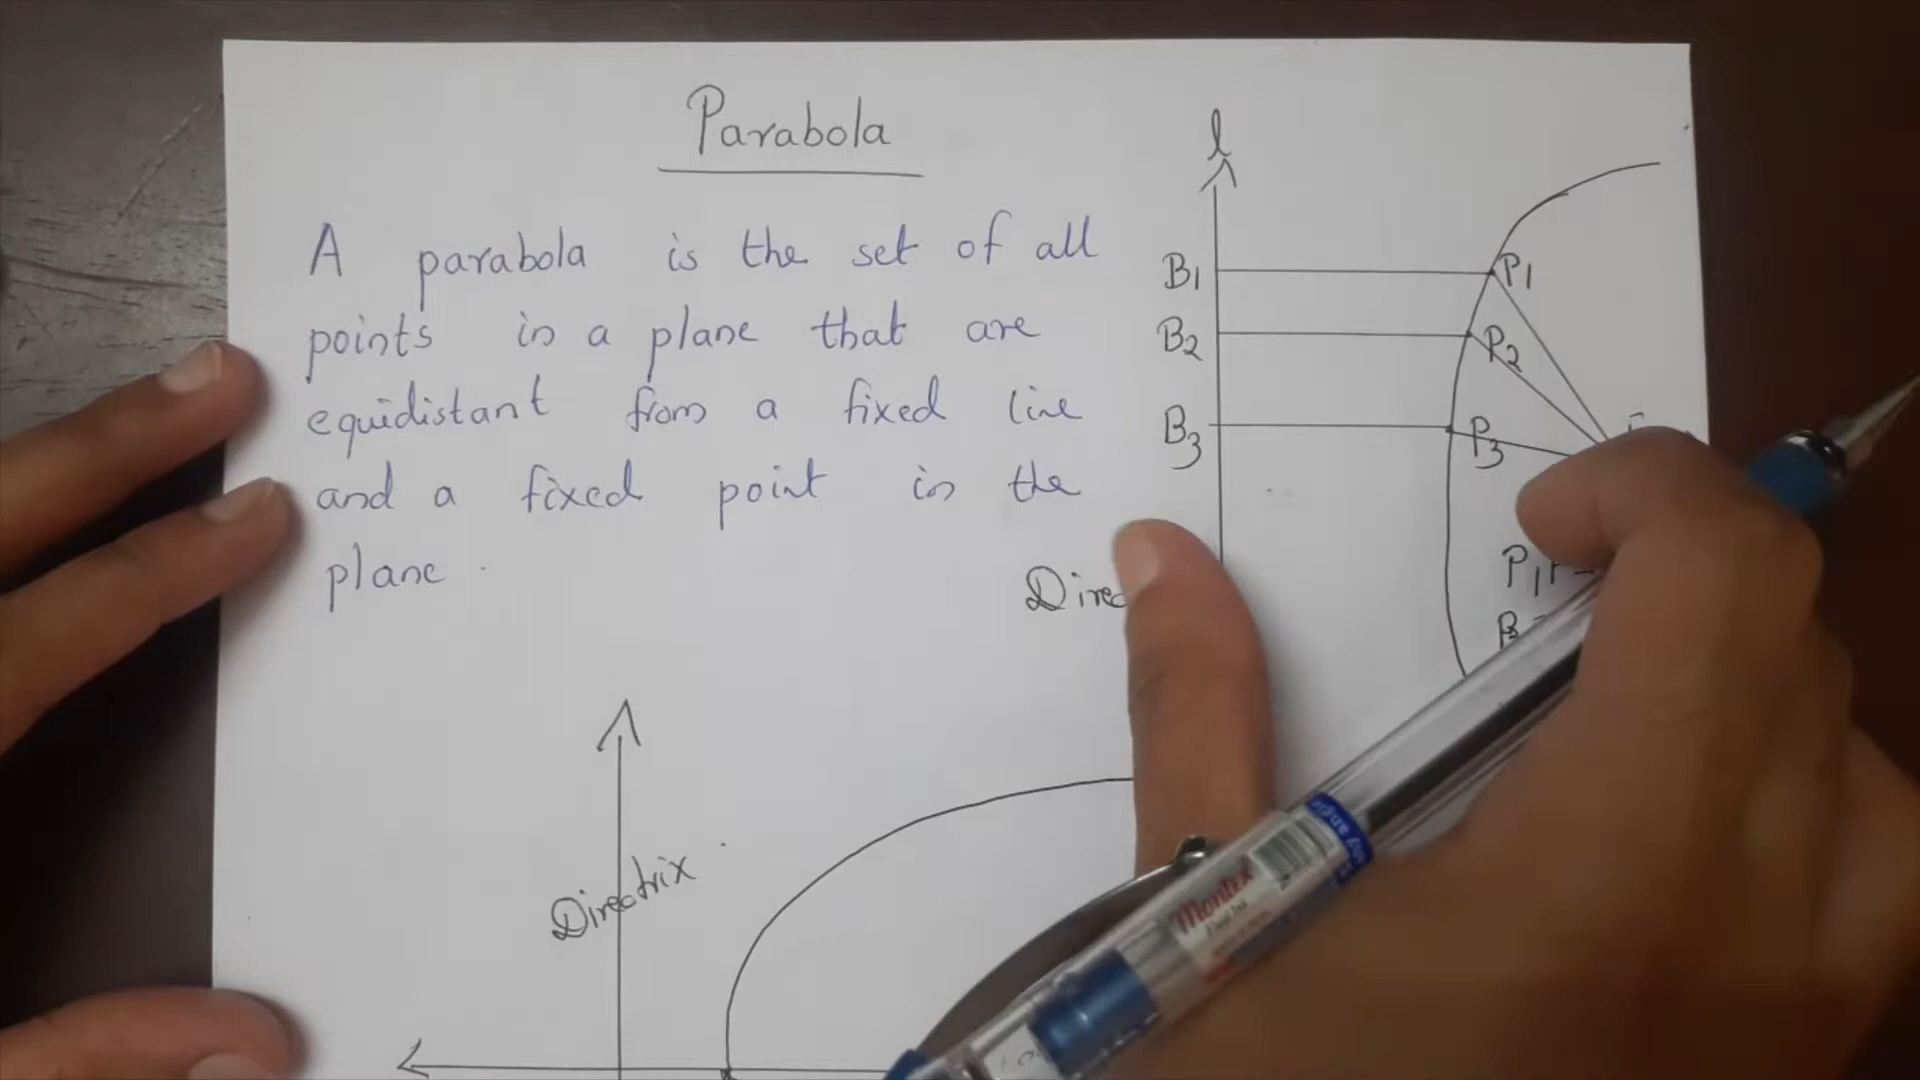 Parabola
A parabola is the set of all
points in a plane that are
equidistant from a fixed line
and a fixed point in the
plane.
l
B1
P1
B2
P2
B3
P3
Directrix
Montex